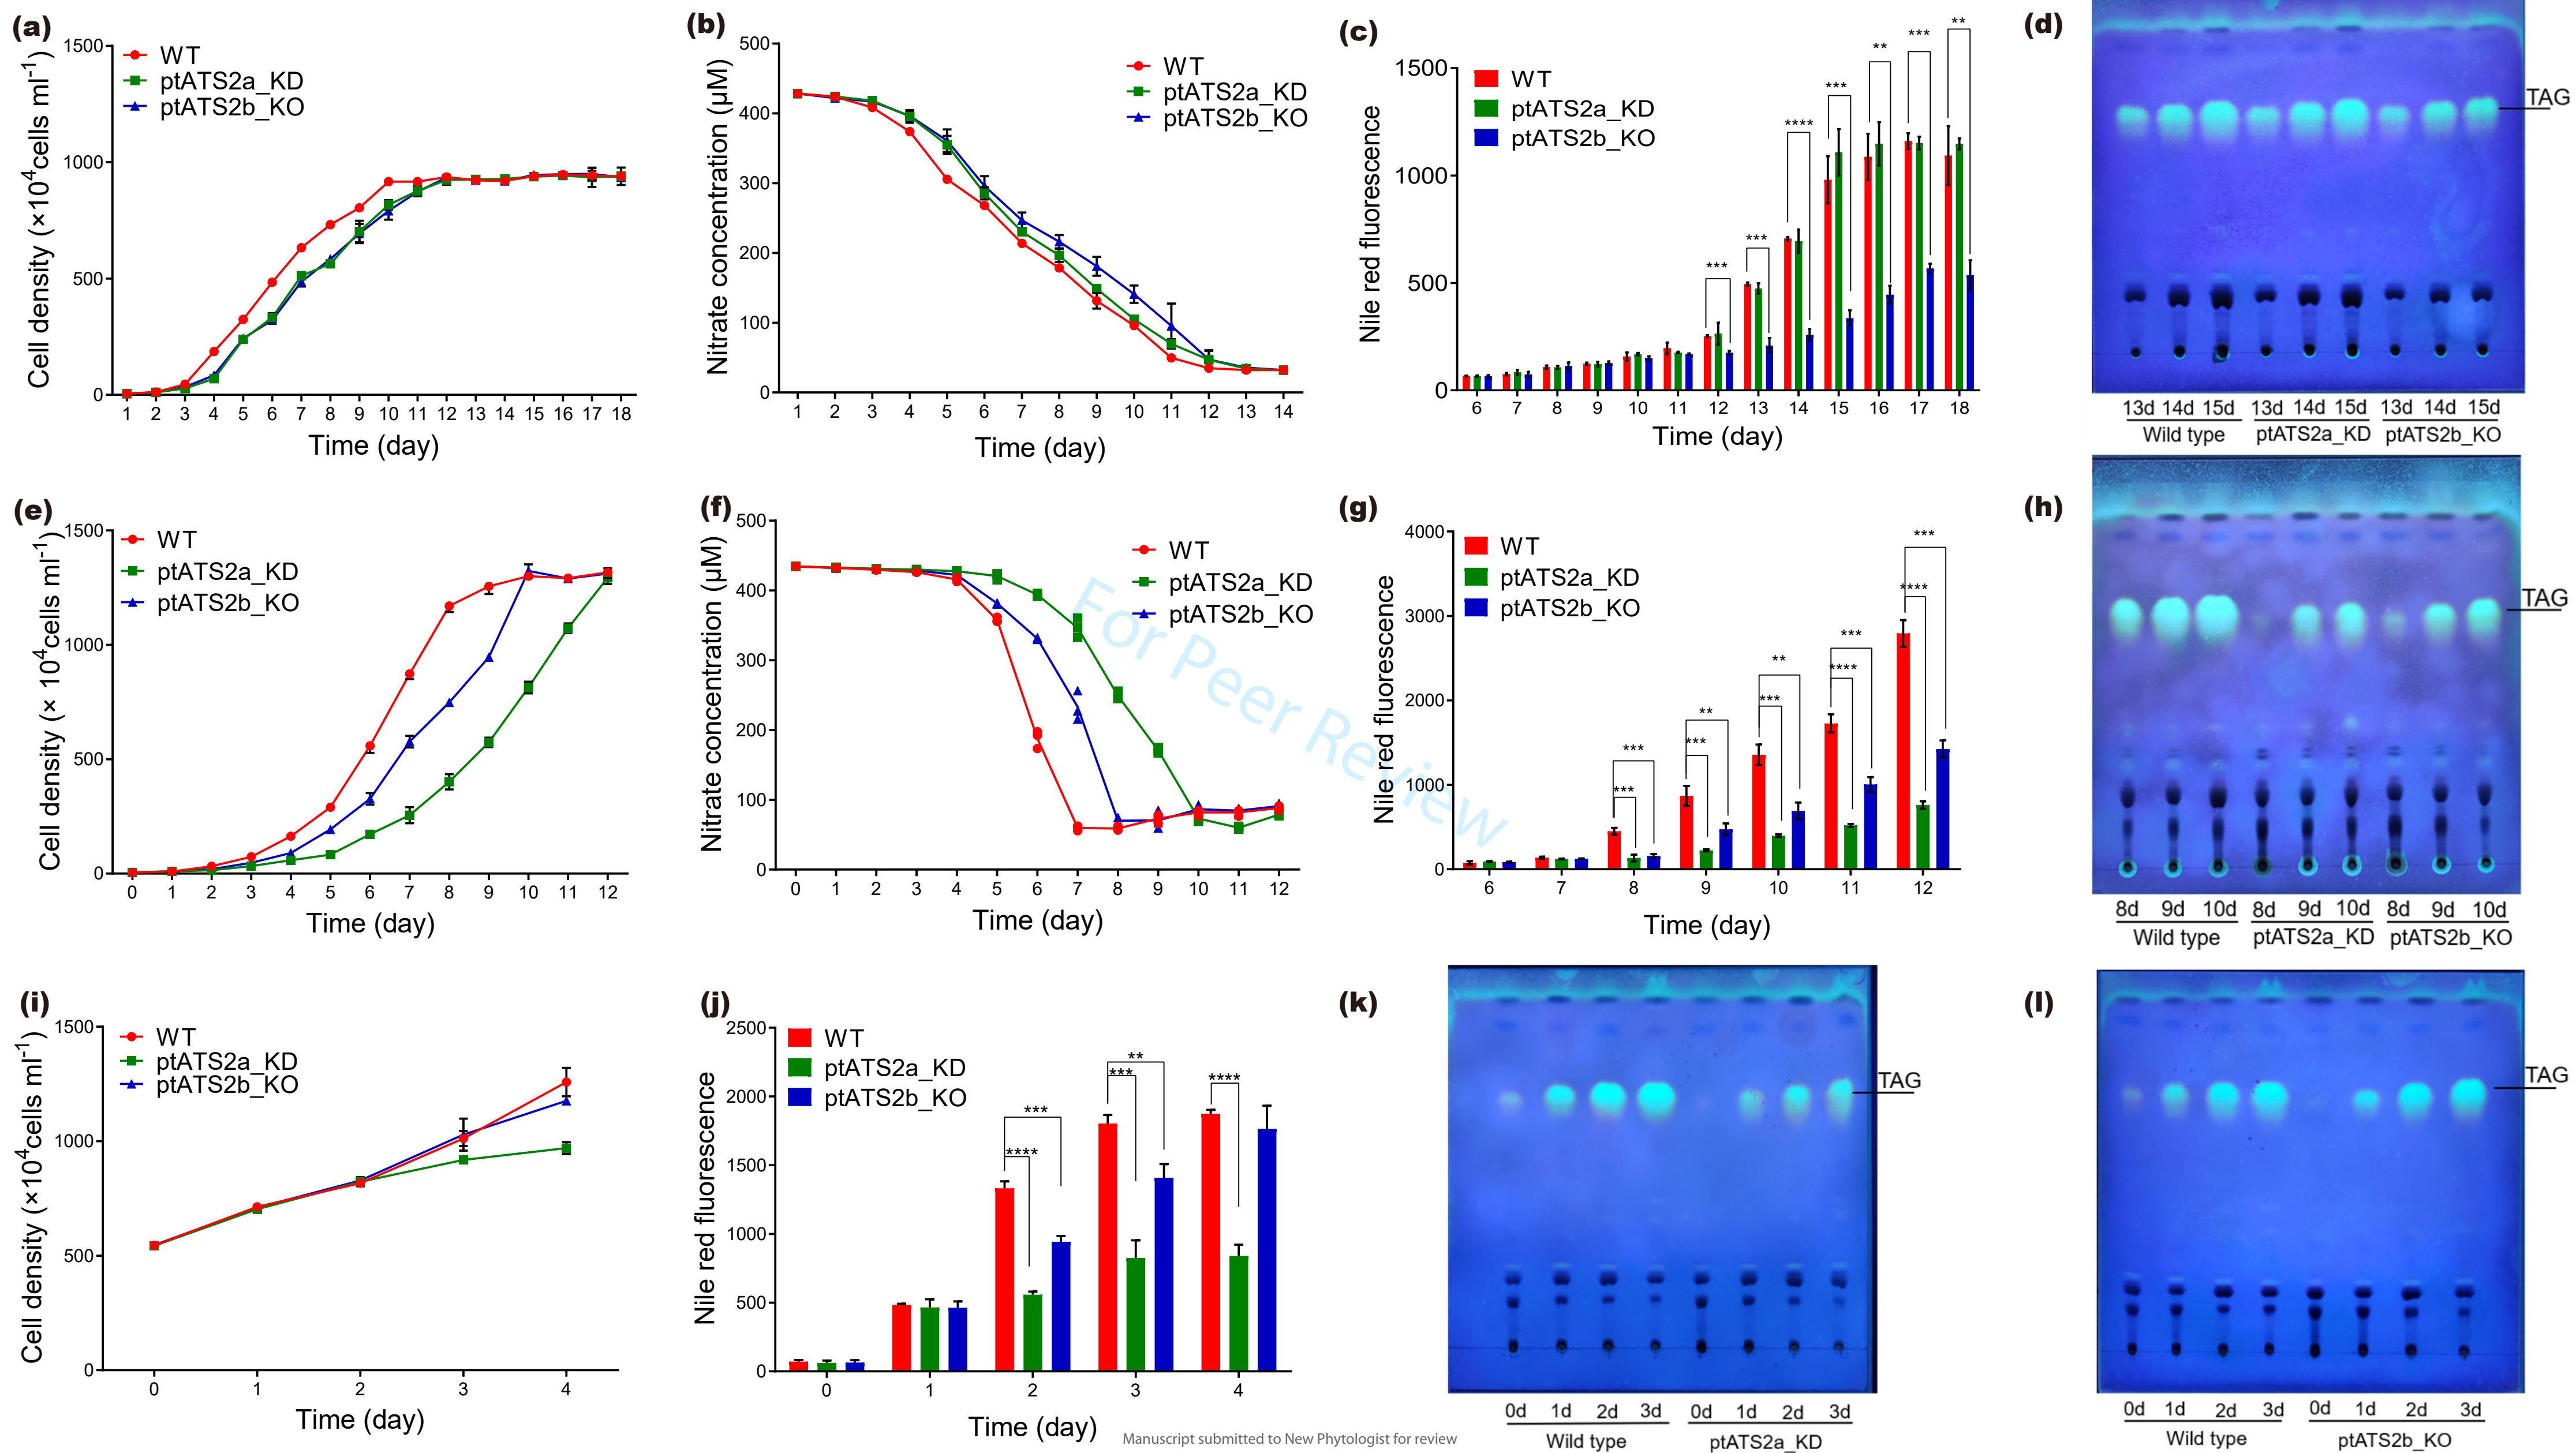 (a)
1500
1000
500
0
Cell density (×10⁴cells ml⁻¹)
WT
ptATS2a_KD
ptATS2b_KO
1 2 3 4 5 6 7 8 9 10 11 12 13 14 15 16 17 18
Time (day)
(b)
500
400
300
200
100
0
Nitrate concentration (µM)
WT
ptATS2a_KD
ptATS2b_KO
1 2 3 4 5 6 7 8 9 10 11 12 13 14
Time (day)
(c)
1500
1000
500
0
Nile red fluorescence
WT
ptATS2a_KD
ptATS2b_KO
*** *** **** *** ** *** **
6 7 8 9 10 11 12 13 14 15 16 17 18
Time (day)
(d)
TAG
13d 14d 15d 13d 14d 15d 13d 14d 15d
Wild type ptATS2a_KD ptATS2b_KO
(e)
1500
1000
500
0
Cell density (× 10⁴cells ml⁻¹)
WT
ptATS2a_KD
ptATS2b_KO
0 1 2 3 4 5 6 7 8 9 10 11 12
Time (day)
(f)
500
400
300
200
100
0
Nitrate concentration (µM)
WT
ptATS2a_KD
ptATS2b_KO
0 1 2 3 4 5 6 7 8 9 10 11 12
Time (day)
For Peer Review
(g)
4000
3000
2000
1000
0
Nile red fluorescence
WT
ptATS2a_KD
ptATS2b_KO
*** ** ** *** ***
*** *** *** **** ****
6 7 8 9 10 11 12
Time (day)
(h)
TAG
8d 9d 10d 8d 9d 10d 8d 9d 10d
Wild type ptATS2a_KD ptATS2b_KO
(i)
1500
1000
500
0
Cell density (×10⁴cells ml⁻¹)
WT
ptATS2a_KD
ptATS2b_KO
0 1 2 3 4
Time (day)
(j)
2500
2000
1500
1000
500
0
Nile red fluorescence
WT
ptATS2a_KD
ptATS2b_KO
*** **
**** *** ****
0 1 2 3 4
Time (day)
(k)
TAG
0d 1d 2d 3d 0d 1d 2d 3d
Wild type ptATS2a_KD
(l)
TAG
0d 1d 2d 3d 0d 1d 2d 3d
Wild type ptATS2b_KO
Manuscript submitted to New Phytologist for review